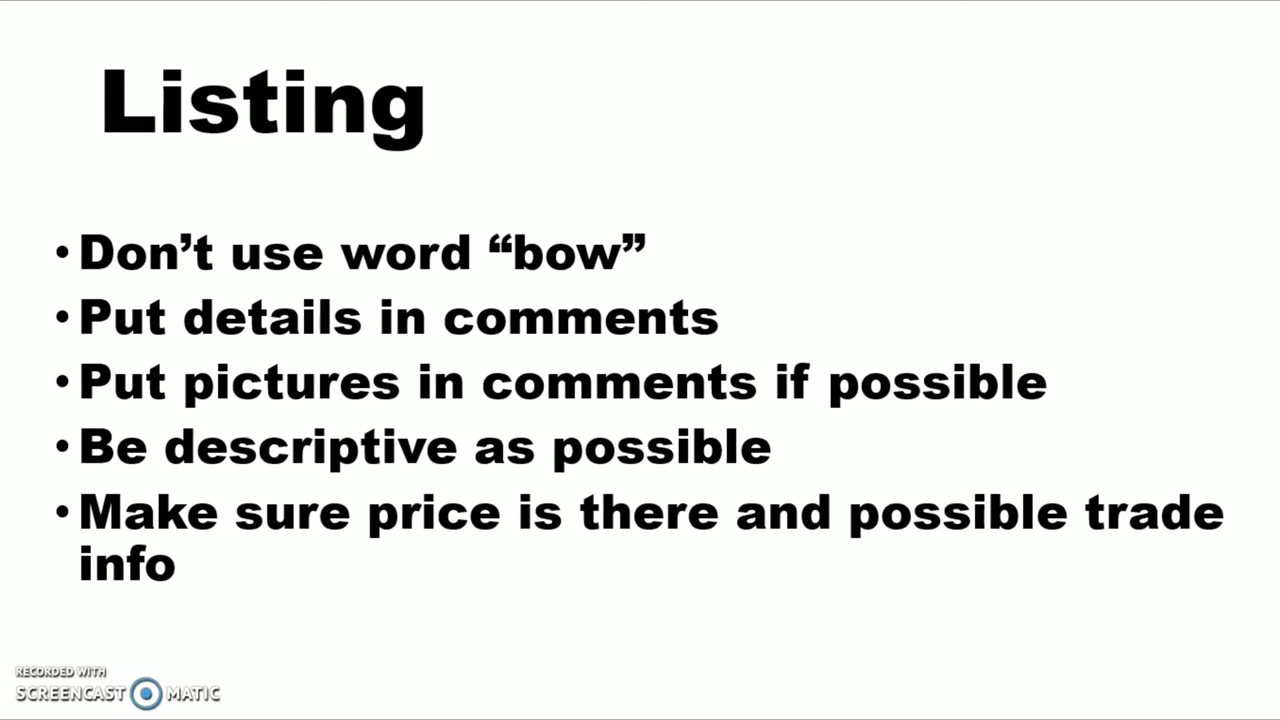 Listing
• Don’t use word “bow”
• Put details in comments
• Put pictures in comments if possible
• Be descriptive as possible
• Make sure price is there and possible trade
info
RECORDED WITH
SCREENCAST MATIC